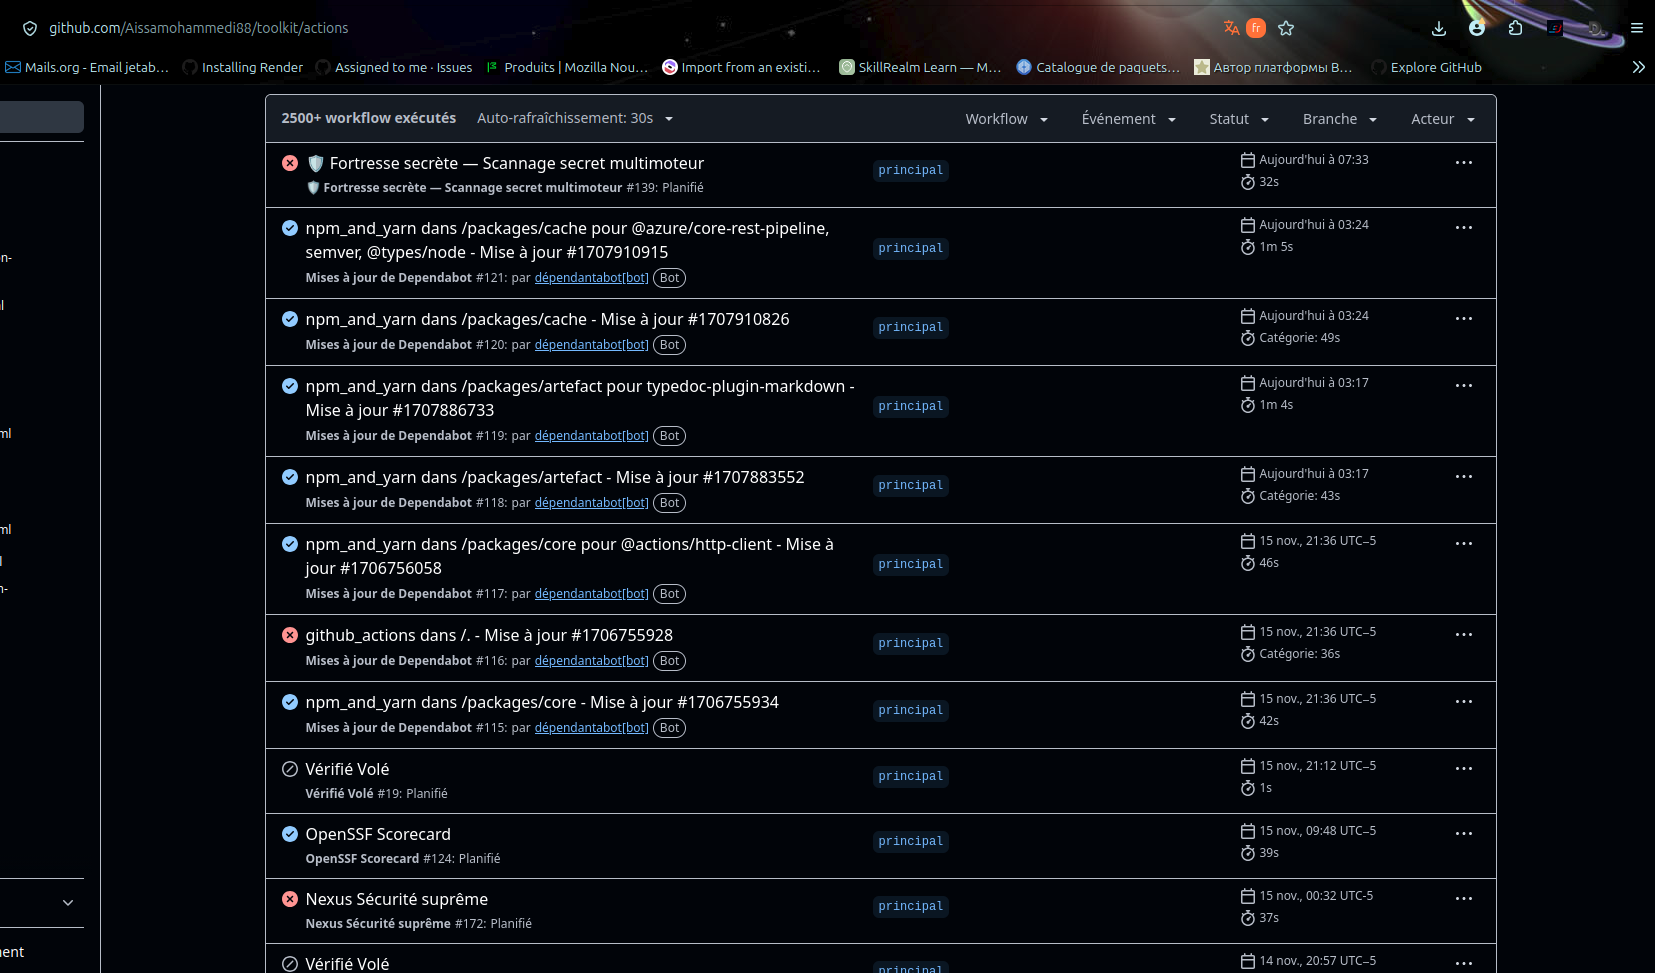 github.com/Aissamohammedi88/toolkit/actions
fr
Mails.org - Email jetab…
Installing Render
Assigned to me · Issues
Produits | Mozilla Nou…
Import from an existi…
SkillRealm Learn — M…
Catalogue de paquets…
Автор платформы В…
Explore GitHub
2500+ workflow exécutés
Auto-rafraîchissement: 30s
Workflow
Événement
Statut
Branche
Acteur
Fortresse secrète — Scannage secret multimoteur
Fortresse secrète — Scannage secret multimoteur #139: Planifié
principal
Aujourd'hui à 07:33
32s
npm_and_yarn dans /packages/cache pour @azure/core-rest-pipeline,
semver, @types/node - Mise à jour #1707910915
Mises à jour de Dependabot #121: par dépendantabot[bot] Bot
principal
Aujourd'hui à 03:24
1m 5s
npm_and_yarn dans /packages/cache - Mise à jour #1707910826
Mises à jour de Dependabot #120: par dépendantabot[bot] Bot
principal
Aujourd'hui à 03:24
Catégorie: 49s
npm_and_yarn dans /packages/artefact pour typedoc-plugin-markdown -
Mise à jour #1707886733
Mises à jour de Dependabot #119: par dépendantabot[bot] Bot
principal
Aujourd'hui à 03:17
1m 4s
npm_and_yarn dans /packages/artefact - Mise à jour #1707883552
Mises à jour de Dependabot #118: par dépendantabot[bot] Bot
principal
Aujourd'hui à 03:17
Catégorie: 43s
npm_and_yarn dans /packages/core pour @actions/http-client - Mise à
jour #1706756058
Mises à jour de Dependabot #117: par dépendantabot[bot] Bot
principal
15 nov., 21:36 UTC−5
46s
github_actions dans /. - Mise à jour #1706755928
Mises à jour de Dependabot #116: par dépendantabot[bot] Bot
principal
15 nov., 21:36 UTC−5
Catégorie: 36s
npm_and_yarn dans /packages/core - Mise à jour #1706755934
Mises à jour de Dependabot #115: par dépendantabot[bot] Bot
principal
15 nov., 21:36 UTC−5
42s
Vérifié Volé
Vérifié Volé #19: Planifié
principal
15 nov., 21:12 UTC−5
1s
OpenSSF Scorecard
OpenSSF Scorecard #124: Planifié
principal
15 nov., 09:48 UTC−5
39s
Nexus Sécurité suprême
Nexus Sécurité suprême #172: Planifié
principal
15 nov., 00:32 UTC-5
37s
Vérifié Volé
principal
14 nov., 20:57 UTC−5